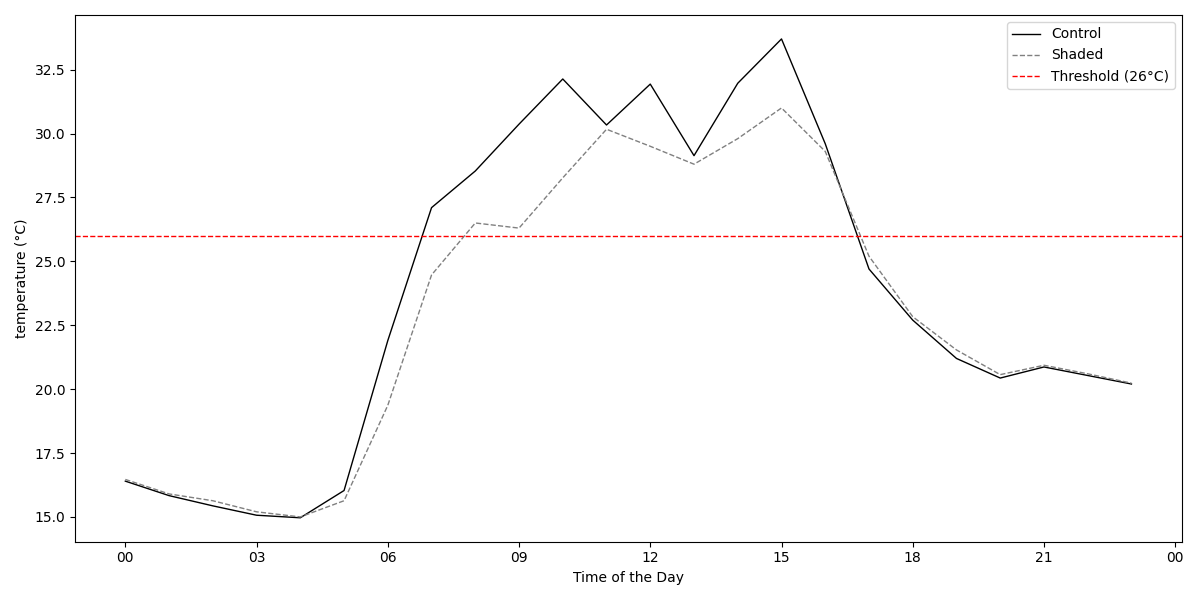 Control
Shaded
Threshold (26°C)
32.5
30.0
27.5
25.0
22.5
20.0
17.5
15.0
temperature (°C)
00 03 06 09 12 15 18 21 00
Time of the Day